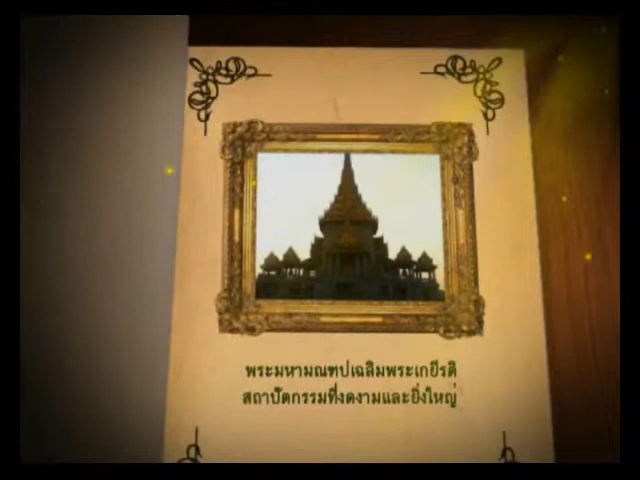 พระมหามณฑปเฉลิมพระเกียรติ
สถาปัตกรรมที่งดงามและยิ่งใหญ่